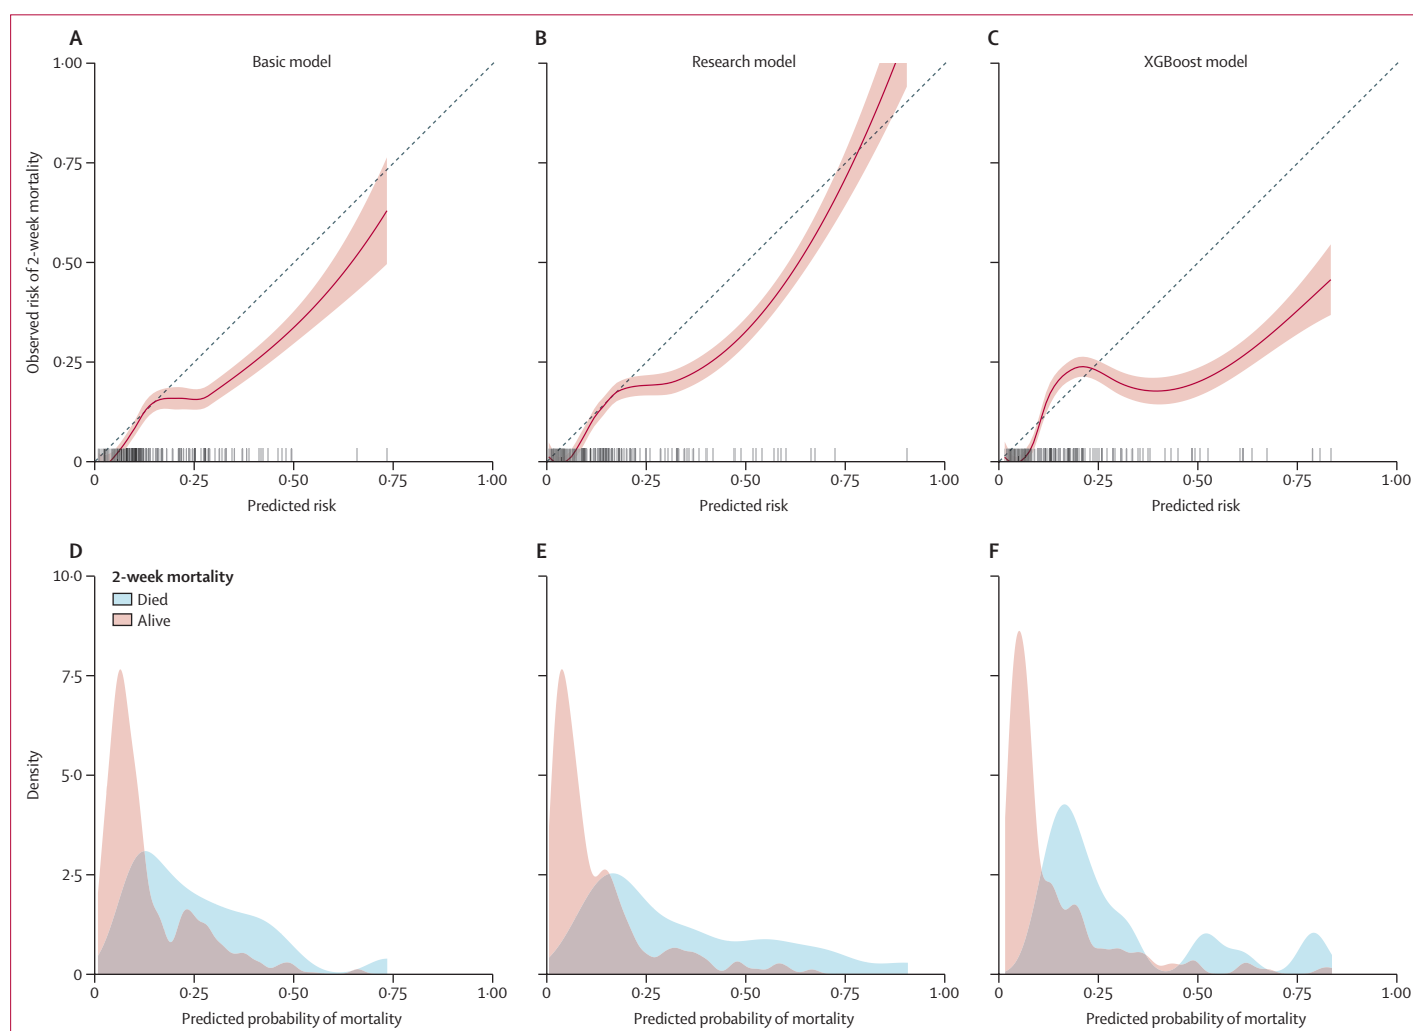 A
Basic model
1·00
0·75
0·50
0·25
0
Observed risk of 2-week mortality
0 0·25 0·50 0·75 1·00
Predicted risk
B
Research model
0 0·25 0·50 0·75 1·00
Predicted risk
C
XGBoost model
0 0·25 0·50 0·75 1·00
Predicted risk
D
2-week mortality
Died
Alive
10·0
7·5
5·0
2·5
0
Density
0 0·25 0·50 0·75 1·00
Predicted probability of mortality
E
0 0·25 0·50 0·75 1·00
Predicted probability of mortality
F
0 0·25 0·50 0·75 1·00
Predicted probability of mortality